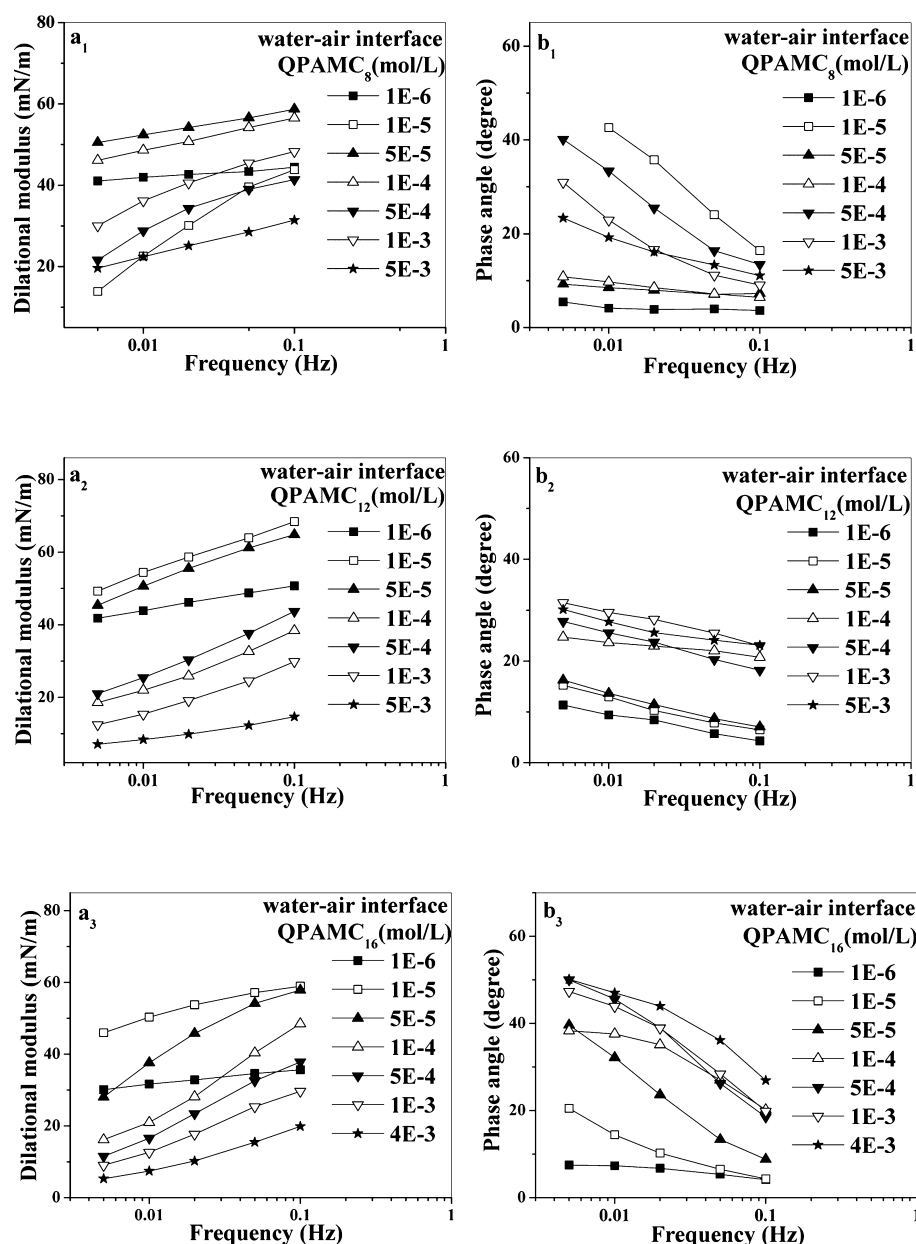 a1
water-air interface
QPAMC8(mol/L)
1E-6
1E-5
5E-5
1E-4
5E-4
1E-3
5E-3
80
60
40
20
0.01
0.1
1
Dilational modulus (mN/m)
Frequency (Hz)
b1
water-air interface
QPAMC8(mol/L)
1E-6
1E-5
5E-5
1E-4
5E-4
1E-3
5E-3
60
40
20
0
0.01
0.1
1
Phase angle (degree)
Frequency (Hz)
a2
water-air interface
QPAMC12(mol/L)
1E-6
1E-5
5E-5
1E-4
5E-4
1E-3
5E-3
80
60
40
20
0.01
0.1
1
Dilational modulus (mN/m)
Frequency (Hz)
b2
water-air interface
QPAMC12(mol/L)
1E-6
1E-5
5E-5
1E-4
5E-4
1E-3
5E-3
60
40
20
0
0.01
0.1
1
Phase angle (degree)
Frequency (Hz)
a3
water-air interface
QPAMC16(mol/L)
1E-6
1E-5
5E-5
1E-4
5E-4
1E-3
4E-3
80
60
40
20
0
0.01
0.1
1
Dilational modulus (mN/m)
Frequency (Hz)
b3
water-air interface
QPAMC16(mol/L)
1E-6
1E-5
5E-5
1E-4
5E-4
1E-3
4E-3
60
40
20
0
0.01
0.1
1
Phase angle (degree)
Frequency (Hz)